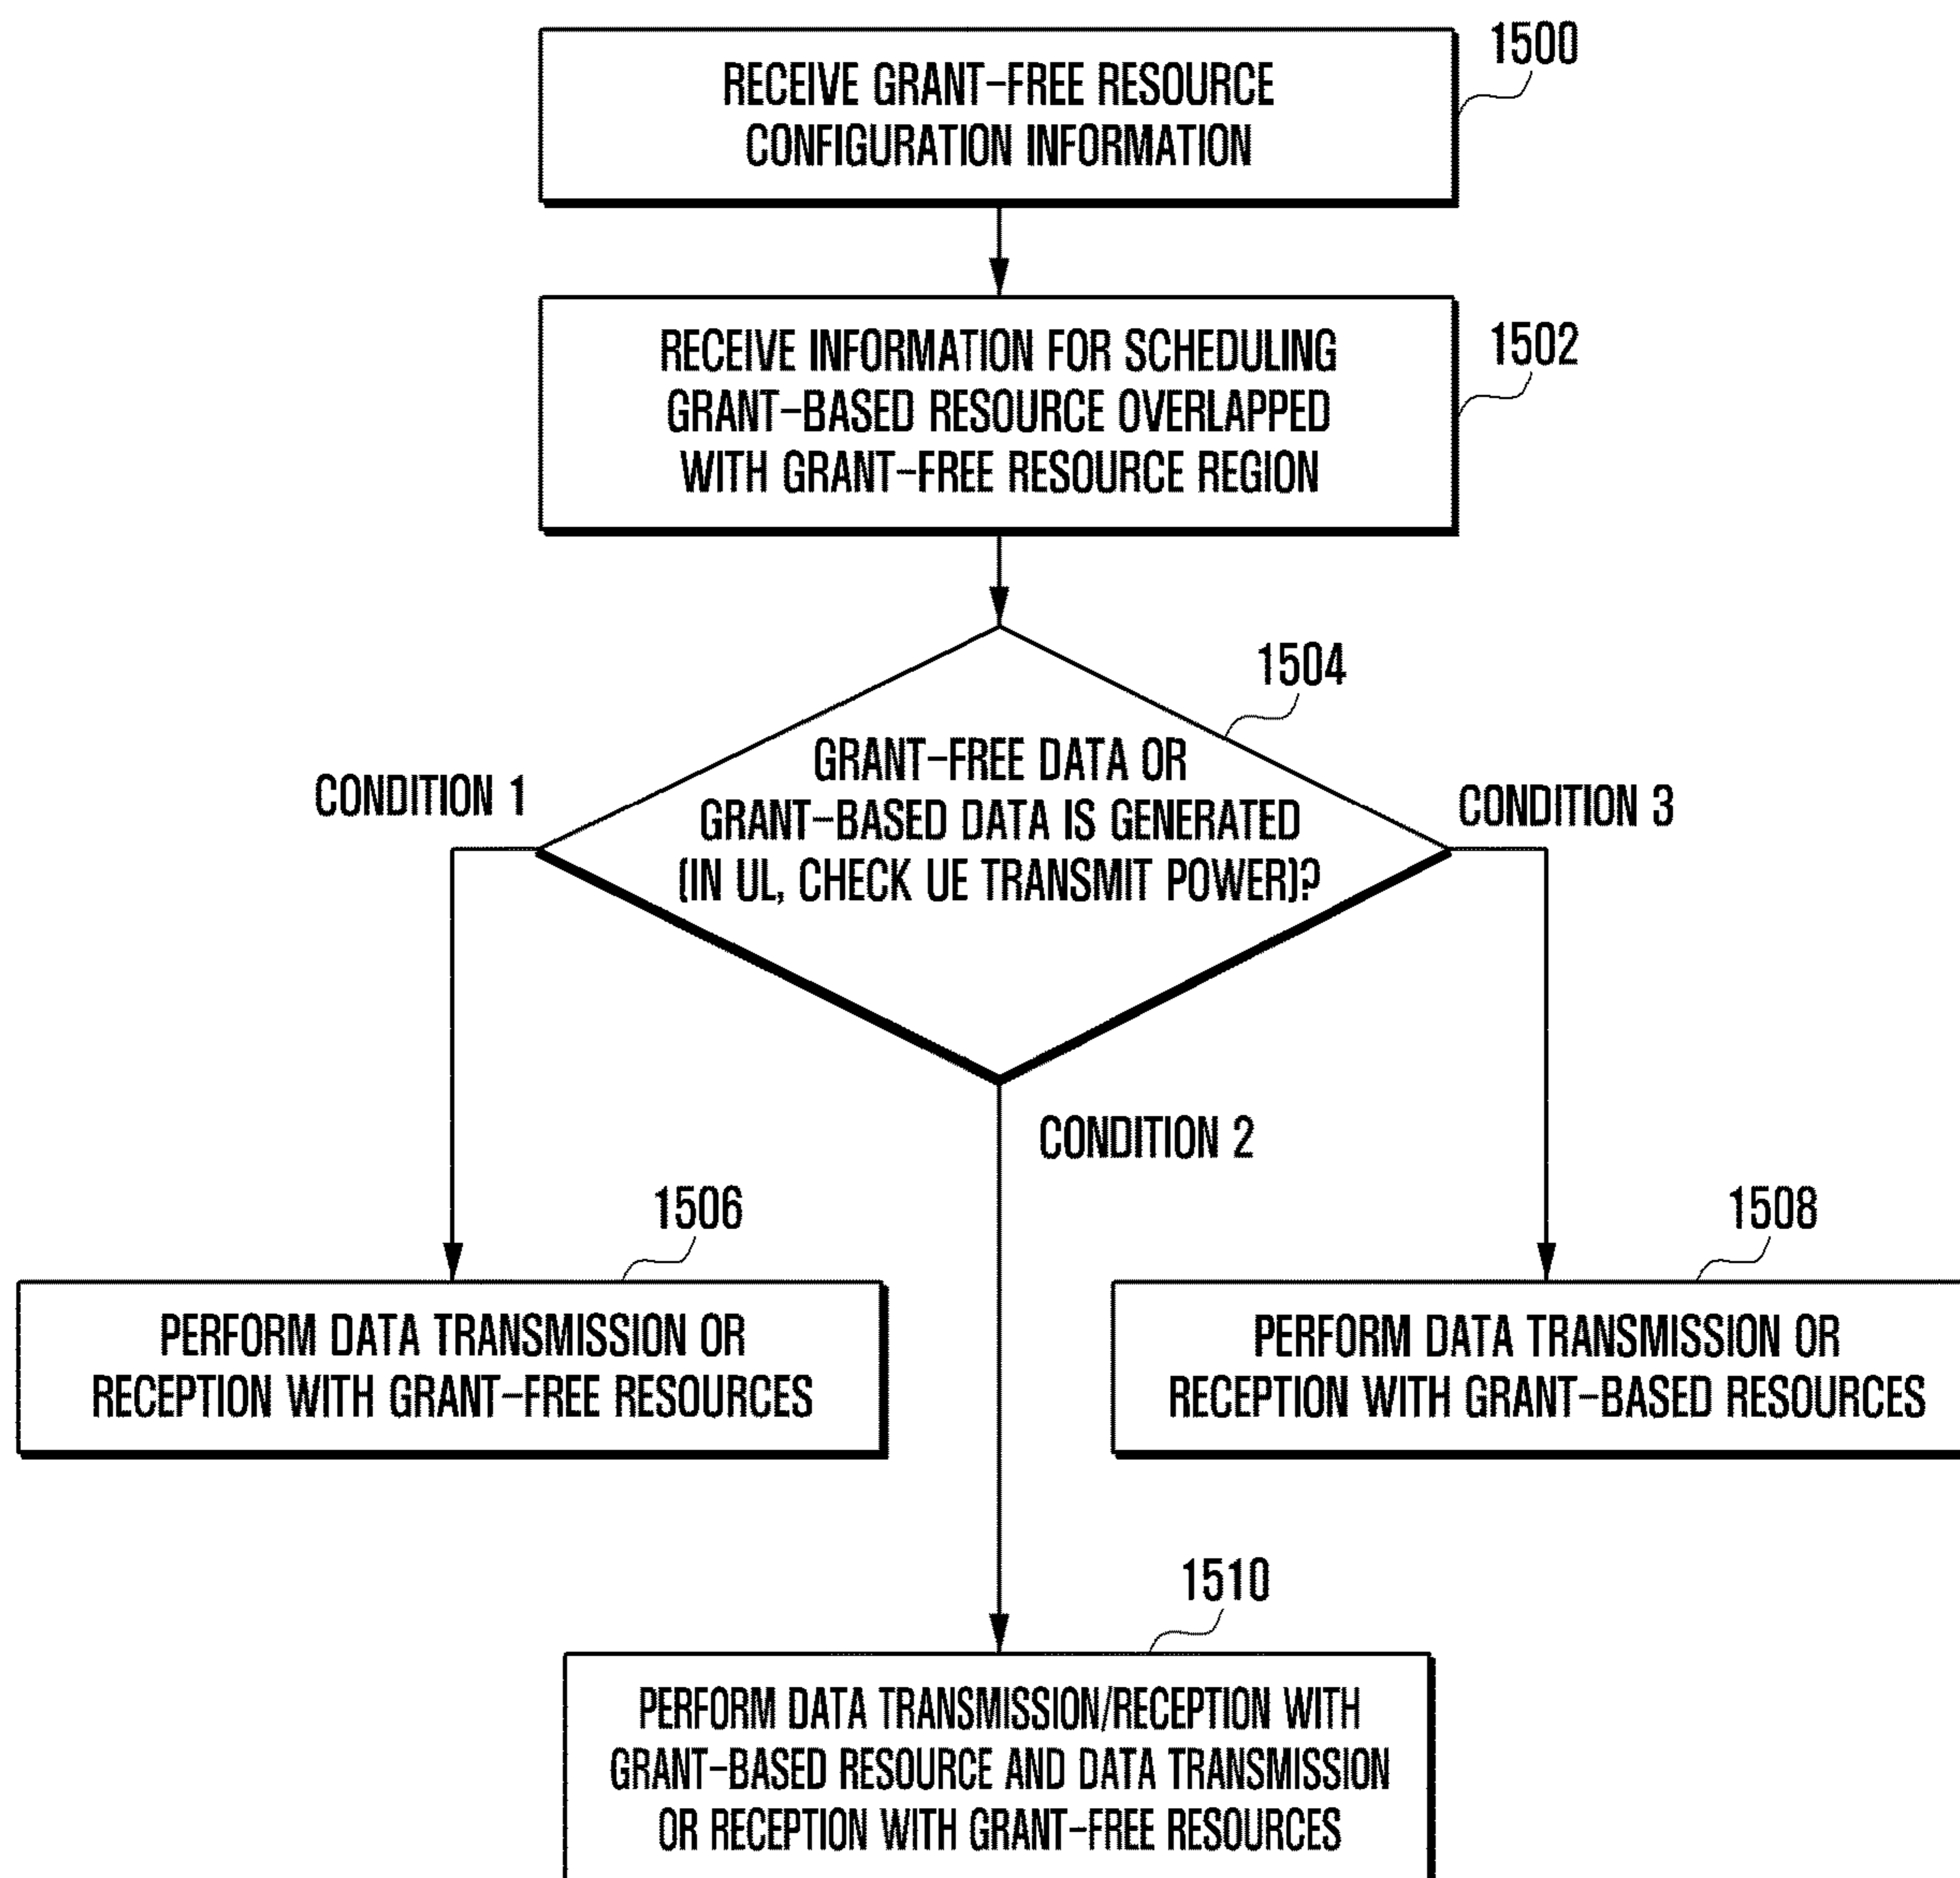 1500
RECEIVE GRANT-FREE RESOURCE
CONFIGURATION INFORMATION
1502
RECEIVE INFORMATION FOR SCHEDULING
GRANT-BASED RESOURCE OVERLAPPED
WITH GRANT-FREE RESOURCE REGION
1504
GRANT-FREE DATA OR
GRANT-BASED DATA IS GENERATED
(IN UL, CHECK UE TRANSMIT POWER)?
CONDITION 1
CONDITION 3
CONDITION 2
1506
PERFORM DATA TRANSMISSION OR
RECEPTION WITH GRANT-FREE RESOURCES
1508
PERFORM DATA TRANSMISSION OR
RECEPTION WITH GRANT-BASED RESOURCES
1510
PERFORM DATA TRANSMISSION/RECEPTION WITH
GRANT-BASED RESOURCE AND DATA TRANSMISSION
OR RECEPTION WITH GRANT-FREE RESOURCES